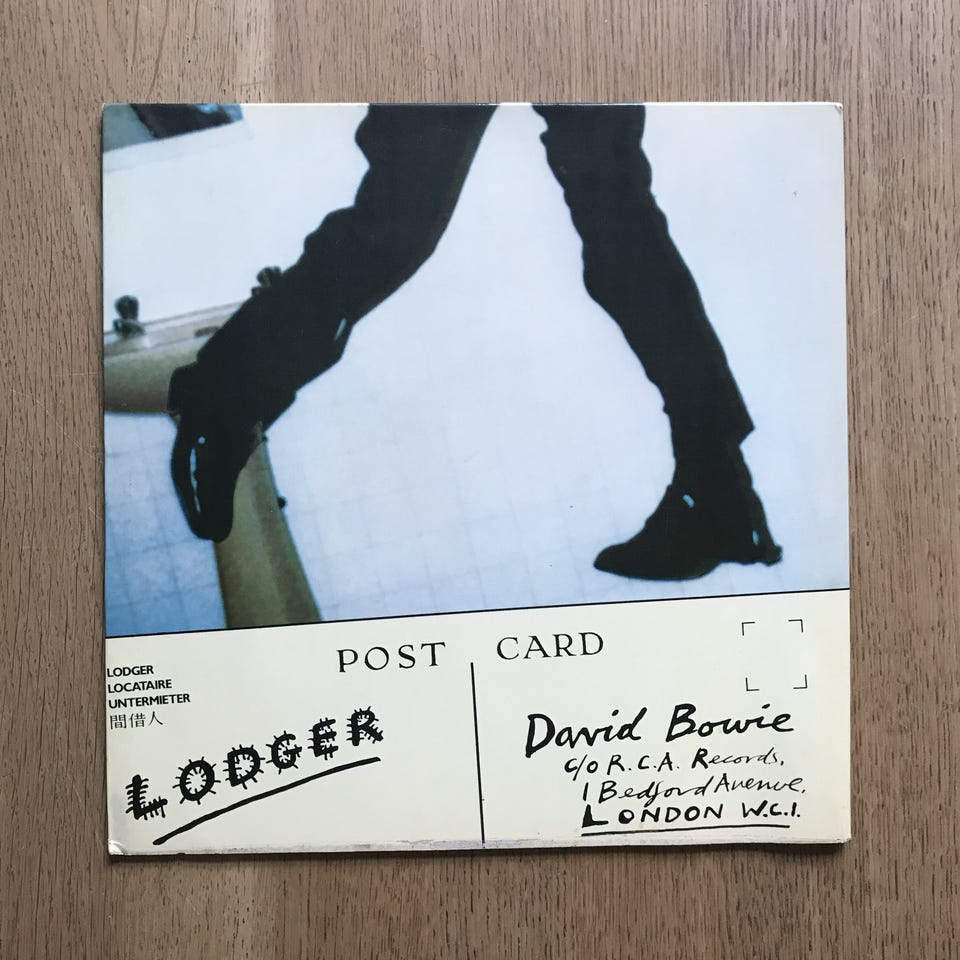 POST CARD
LODGER
LOCATAIRE
UNTERMIETER
間借人
LODGER
David Bowie
c/o R.C.A. Records,
1 Bedford Avenue,
LONDON W.C.1.